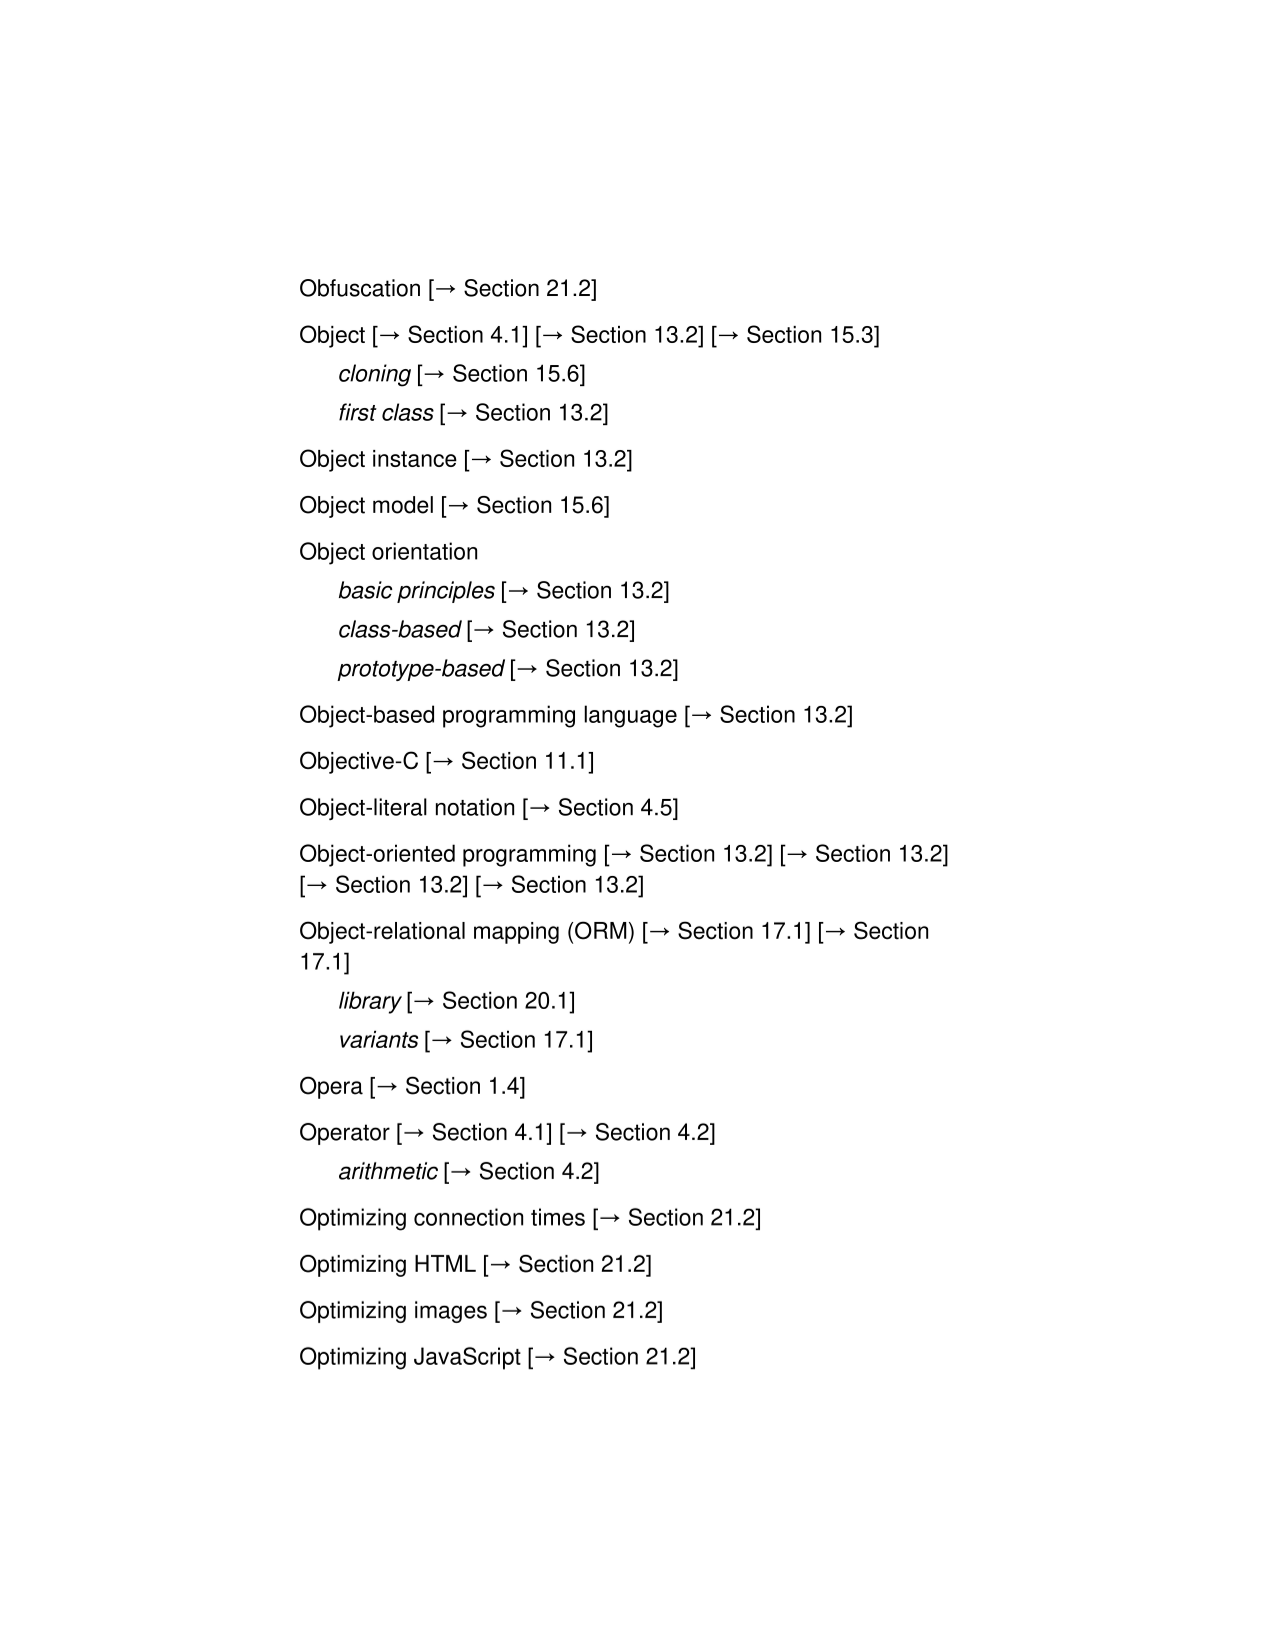 Obfuscation [→ Section 21.2]
Object [→ Section 4.1] [→ Section 13.2] [→ Section 15.3]
cloning [→ Section 15.6]
first class [→ Section 13.2]
Object instance [→ Section 13.2]
Object model [→ Section 15.6]
Object orientation
basic principles [→ Section 13.2]
class-based [→ Section 13.2]
prototype-based [→ Section 13.2]
Object-based programming language [→ Section 13.2]
Objective-C [→ Section 11.1]
Object-literal notation [→ Section 4.5]
Object-oriented programming [→ Section 13.2] [→ Section 13.2]
[→ Section 13.2] [→ Section 13.2]
Object-relational mapping (ORM) [→ Section 17.1] [→ Section
17.1]
library [→ Section 20.1]
variants [→ Section 17.1]
Opera [→ Section 1.4]
Operator [→ Section 4.1] [→ Section 4.2]
arithmetic [→ Section 4.2]
Optimizing connection times [→ Section 21.2]
Optimizing HTML [→ Section 21.2]
Optimizing images [→ Section 21.2]
Optimizing JavaScript [→ Section 21.2]